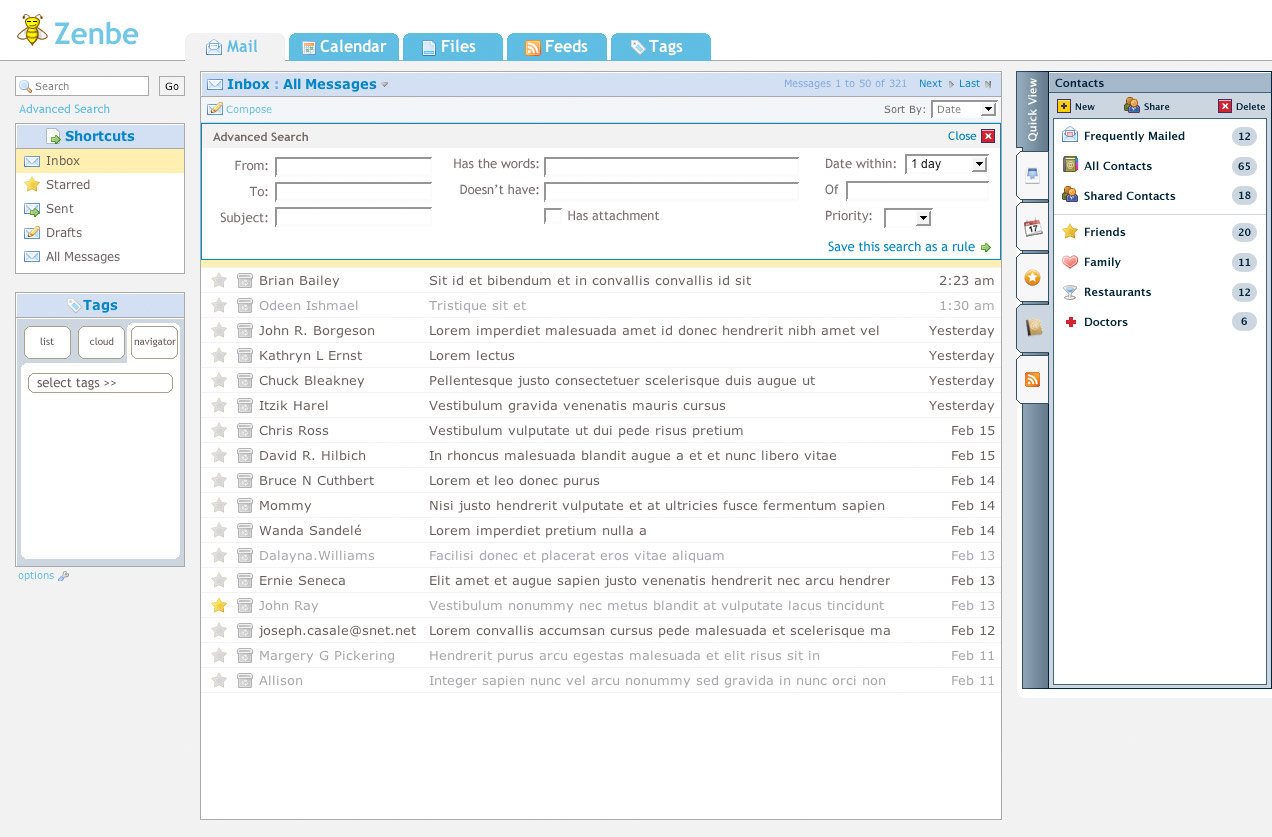 Zenbe
Mail
Calendar
Files
Feeds
Tags
Search
Go
Advanced Search
Shortcuts
Inbox
Starred
Sent
Drafts
All Messages
Tags
list
cloud
navigator
select tags >>
options
Inbox : All Messages
Messages 1 to 50 of 321 Next Last
Compose
Sort By: Date
Advanced Search
Close
From:
To:
Subject:
Has the words:
Doesn't have:
Has attachment
Date within: 1 day
Of
Priority:
Save this search as a rule
Brian Bailey Sit id et bibendum et in convallis convallis id sit 2:23 am
Odeen Ishmael Tristique sit et 1:30 am
John R. Borgeson Lorem imperdiet malesuada amet id donec hendrerit nibh amet vel Yesterday
Kathryn L Ernst Lorem lectus Yesterday
Chuck Bleakney Pellentesque justo consectetuer scelerisque duis augue ut Yesterday
Itzik Harel Vestibulum gravida venenatis mauris cursus Yesterday
Chris Ross Vestibulum vulputate ut dui pede risus pretium Feb 15
David R. Hilbich In rhoncus malesuada blandit augue a et et nunc libero vitae Feb 15
Bruce N Cuthbert Lorem et leo donec purus Feb 14
Mommy Nisi justo hendrerit vulputate et at ultricies fusce fermentum sapien Feb 14
Wanda Sandelé Lorem imperdiet pretium nulla a Feb 14
Dalayna.Williams Facilisi donec et placerat eros vitae aliquam Feb 13
Ernie Seneca Elit amet et augue sapien justo venenatis hendrerit nec arcu hendrer Feb 13
John Ray Vestibulum nonummy nec metus blandit at vulputate lacus tincidunt Feb 13
joseph.casale@snet.net Lorem convallis accumsan cursus pede malesuada et scelerisque ma Feb 12
Margery G Pickering Hendrerit purus arcu egestas malesuada et elit risus sit in Feb 11
Allison Integer sapien nunc vel arcu nonummy sed gravida in nunc orci non Feb 11
Quick View
17
Contacts
New
Share
Delete
Frequently Mailed 12
All Contacts 65
Shared Contacts 18
Friends 20
Family 11
Restaurants 12
Doctors 6